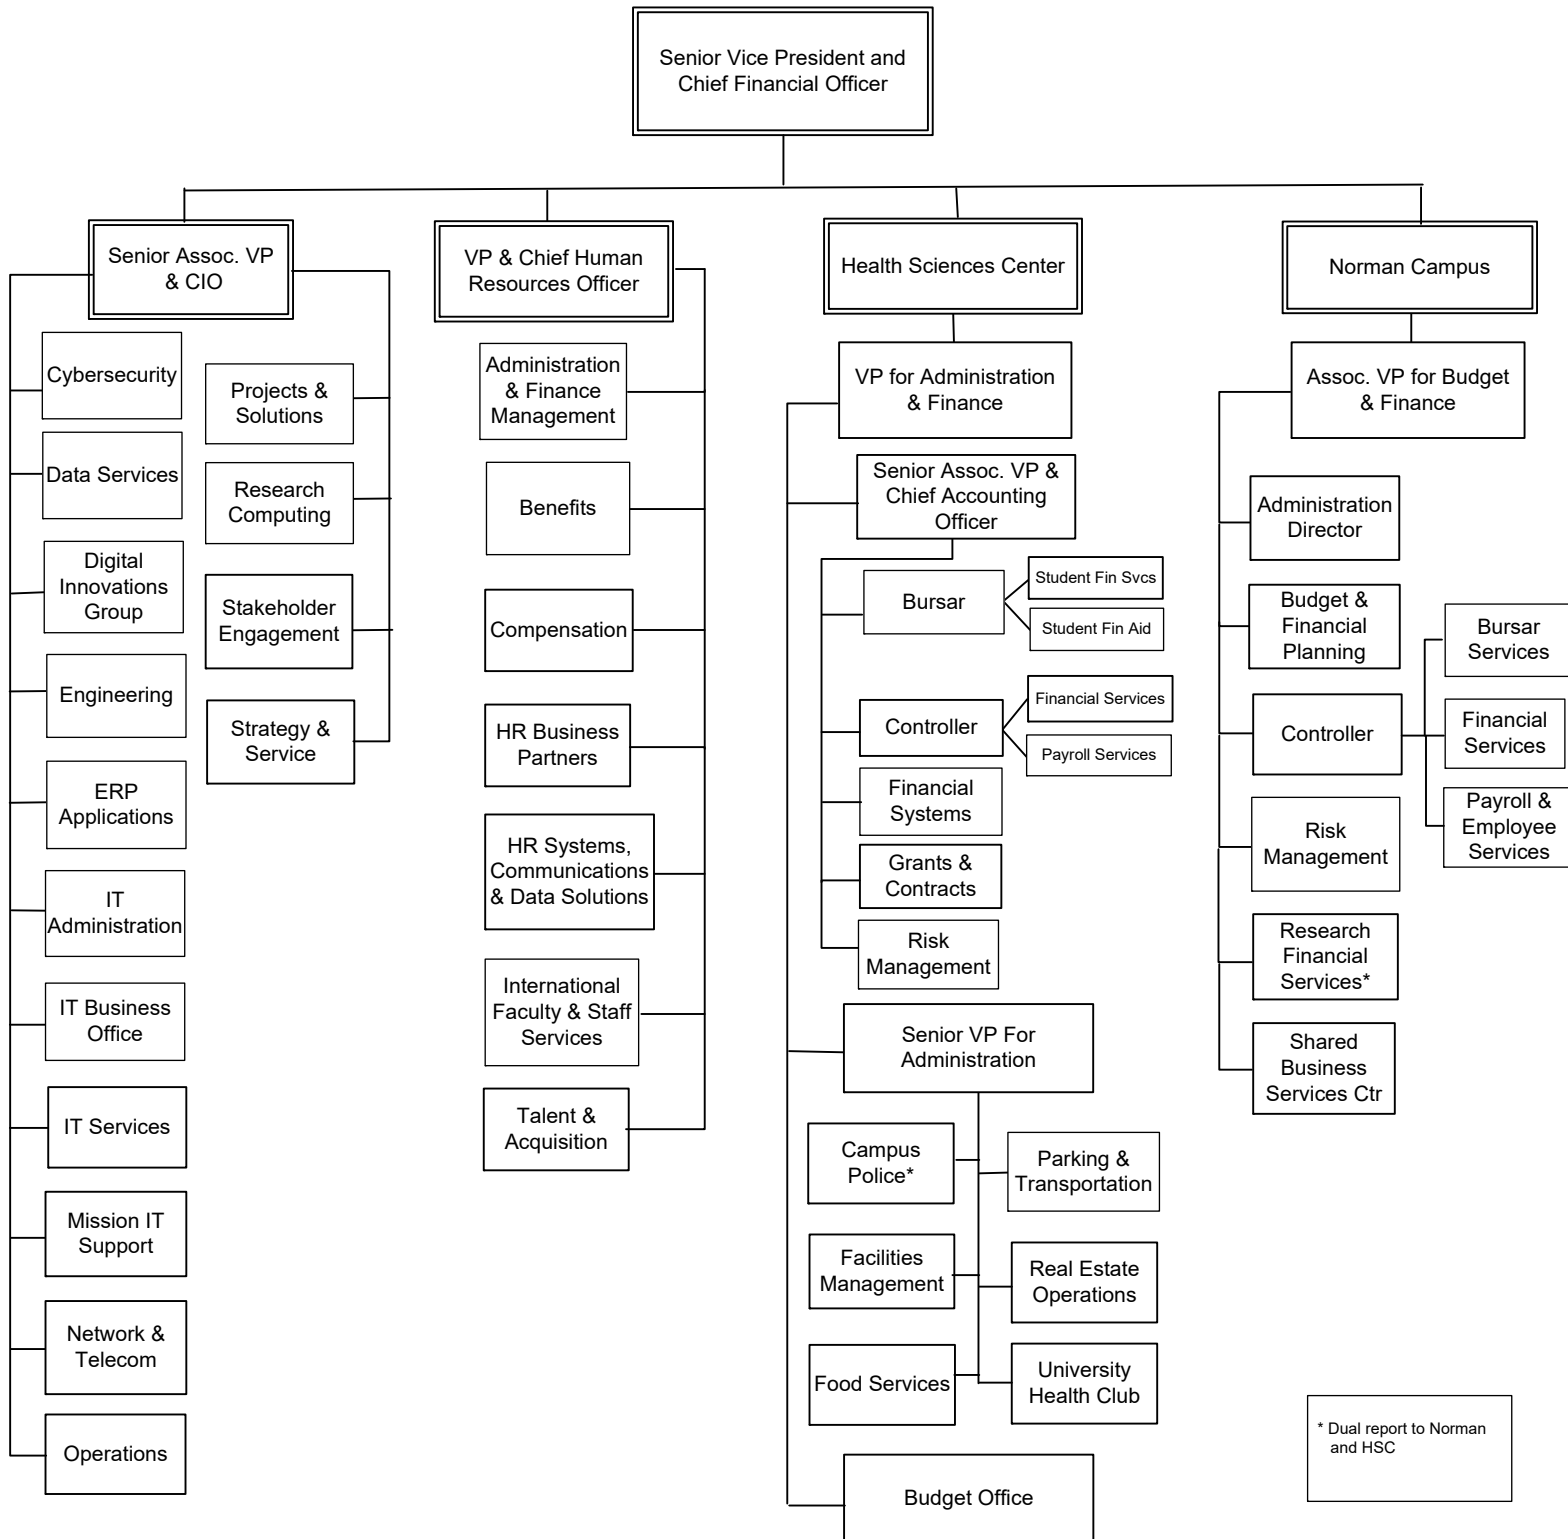 Senior Vice President and
Chief Financial Officer
Senior Assoc. VP
& CIO
Cybersecurity
Data Services
Digital
Innovations
Group
Engineering
ERP
Applications
IT
Administration
IT Business
Office
IT Services
Mission IT
Support
Network &
Telecom
Operations
Projects &
Solutions
Research
Computing
Stakeholder
Engagement
Strategy &
Service
VP & Chief Human
Resources Officer
Administration
& Finance
Management
Benefits
Compensation
HR Business
Partners
HR Systems,
Communications
& Data Solutions
International
Faculty & Staff
Services
Talent &
Acquisition
Health Sciences
Center
VP for Administration
& Finance
Senior Assoc. VP &
Chief Accounting
Officer
Bursar
Student Fin Svcs
Student Fin Aid
Controller
Financial Services
Payroll Services
Financial
Systems
Grants &
Contracts
Risk
Management
Senior VP For
Administration
Campus
Police*
Parking &
Transportation
Facilities
Management
Real Estate
Operations
Food Services
University
Health Club
Budget Office
Norman Campus
Assoc. VP for Budget
& Finance
Administration
Director
Budget &
Financial
Planning
Controller
Bursar
Services
Financial
Services
Payroll &
Employee
Services
Risk
Management
Research
Financial
Services*
Shared
Business
Services Ctr
* Dual report to Norman
and HSC